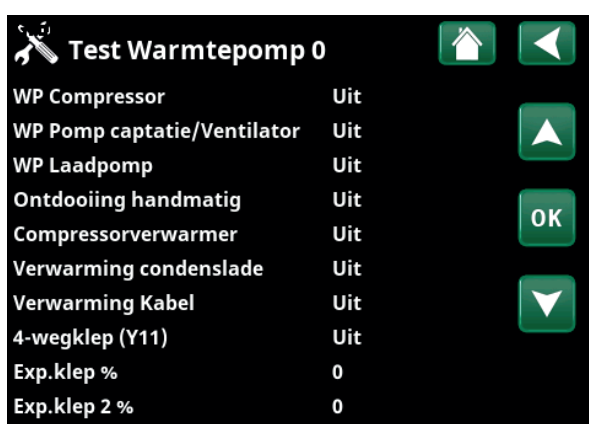 Test Warmtepomp 0
WP Compressor Uit
WP Pomp captatie/Ventilator Uit
WP Laadpomp Uit
Ontdooiing handmatig Uit
Compressorverwarmer Uit
OK
Verwarming condenslade Uit
Verwarming Kabel Uit
4-wegklep (Y11) Uit
Exp.klep % 0
Exp.klep 2 % 0